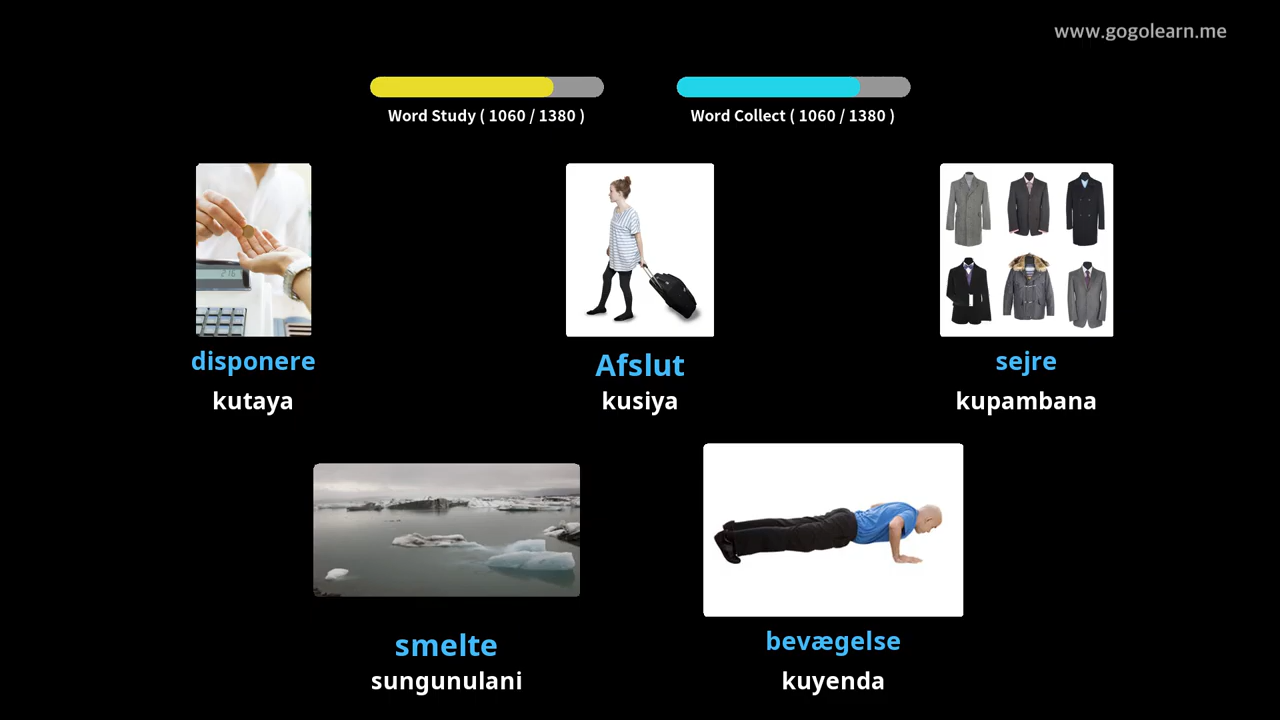 www.gogolearn.me
Word Study ( 1060 / 1380 )
Word Collect ( 1060 / 1380 )
disponere
kutaya
Afslut
kusiya
sejre
kupambana
smelte
sungunulani
bevægelse
kuyenda